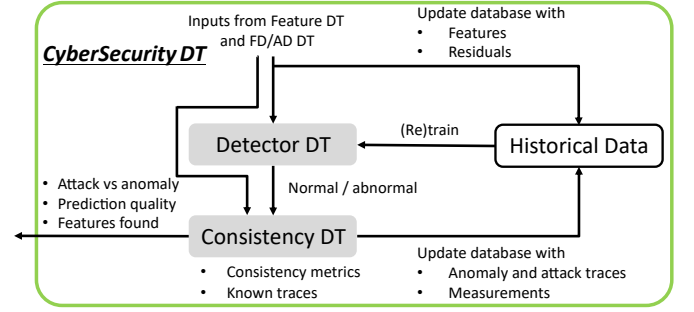 Inputs from Feature DT
and FD/AD DT
Update database with
• Features
• Residuals
CyberSecurity DT
(Re)train
Detector DT
Historical Data
Normal / abnormal
• Attack vs anomaly
• Prediction quality
• Features found
Consistency DT
• Consistency metrics
• Known traces
Update database with
• Anomaly and attack traces
• Measurements